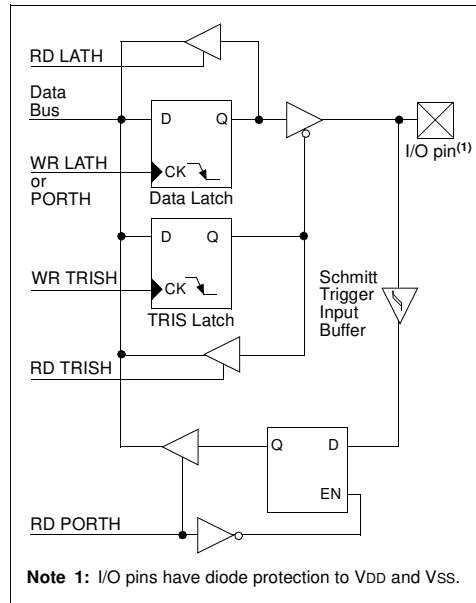 RD LATH
Data
Bus
D Q
I/O pin(1)
WR LATH
or
PORTH
CK
Data Latch
D Q
WR TRISH
CK
TRIS Latch
Schmitt
Trigger
Input
Buffer
RD TRISH
Q D
EN
RD PORTH
Note 1: I/O pins have diode protection to VDD and VSS.